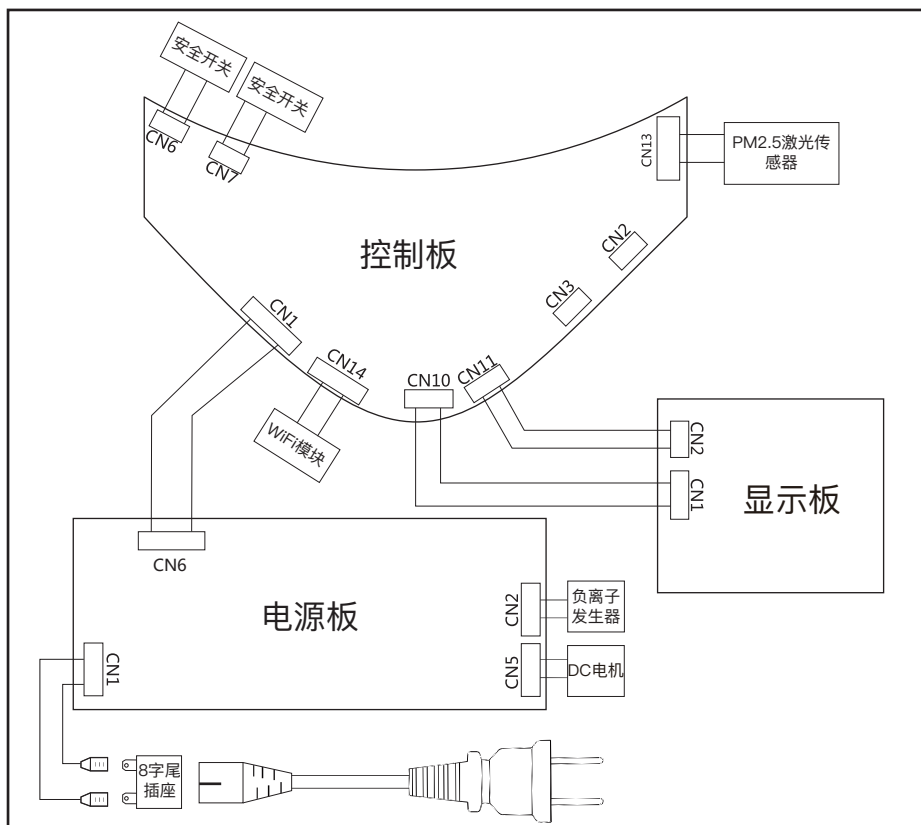 安全开关
安全开关
CN6
CN7
CN13
PM2.5激光传
感器
控制板
CN2
CN3
CN1
CN14
CN10
CN11
WiFi模块
CN2
CN1
显示板
CN6
电源板
CN2
负离子
发生器
CN1
CN5
DC电机
8字尾
插座